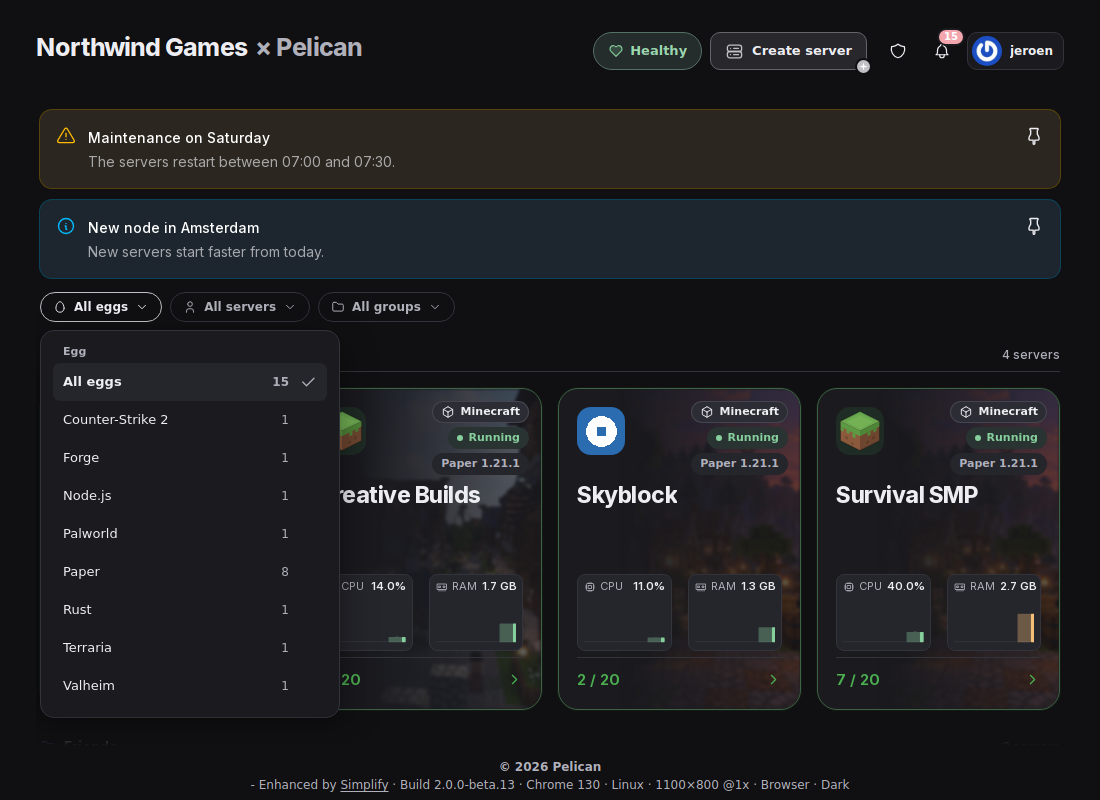 Northwind Games × Pelican
Healthy
Create server
15
jeroen
Maintenance on Saturday
The servers restart between 07:00 and 07:30.
New node in Amsterdam
New servers start faster from today.
All eggs
All servers
All groups
4 servers
Egg
All eggs 15
Counter-Strike 2 1
Forge 1
Node.js 1
Palworld 1
Paper 8
Rust 1
Terraria 1
Valheim 1
Minecraft
Running
Paper 1.21.1
reative Builds
CPU 14.0%
RAM 1.7 GB
20
Minecraft
Running
Paper 1.21.1
Skyblock
CPU 11.0%
RAM 1.3 GB
2 / 20
Minecraft
Running
Paper 1.21.1
Survival SMP
CPU 40.0%
RAM 2.7 GB
7 / 20
Friends
© 2026 Pelican
- Enhanced by Simplify · Build 2.0.0-beta.13 · Chrome 130 · Linux · 1100×800 @1x · Browser · Dark